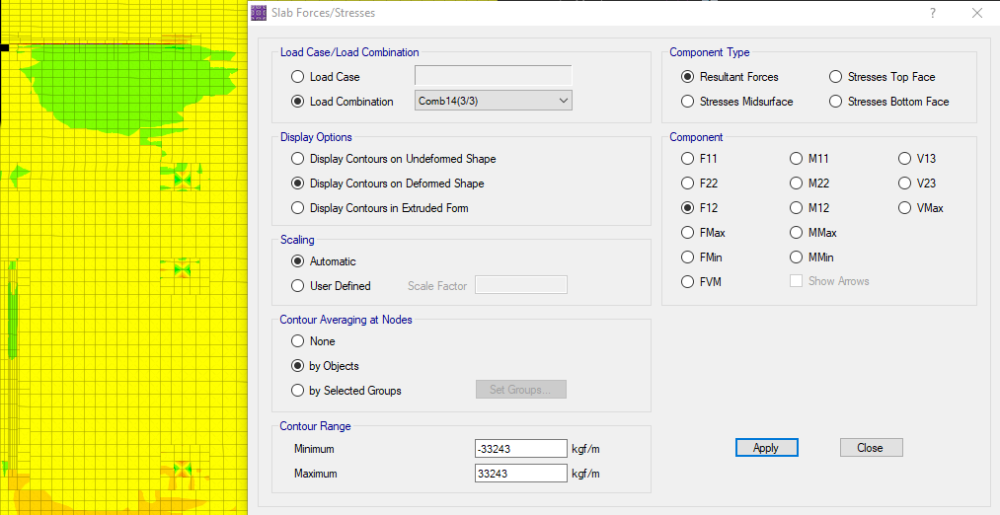 Slab Forces/Stresses
?
Load Case/Load Combination
Load Case
Load Combination
Comb14(3/3)
Display Options
Display Contours on Undeformed Shape
Display Contours on Deformed Shape
Display Contours in Extruded Form
Scaling
Automatic
User Defined
Scale Factor
Contour Averaging at Nodes
None
by Objects
by Selected Groups
Set Groups...
Contour Range
Minimum
-33243
kgf/m
Maximum
33243
kgf/m
Component Type
Resultant Forces
Stresses Top Face
Stresses Midsurface
Stresses Bottom Face
Component
F11
M11
V13
F22
M22
V23
F12
M12
VMax
FMax
MMax
FMin
MMin
FVM
Show Arrows
Apply
Close